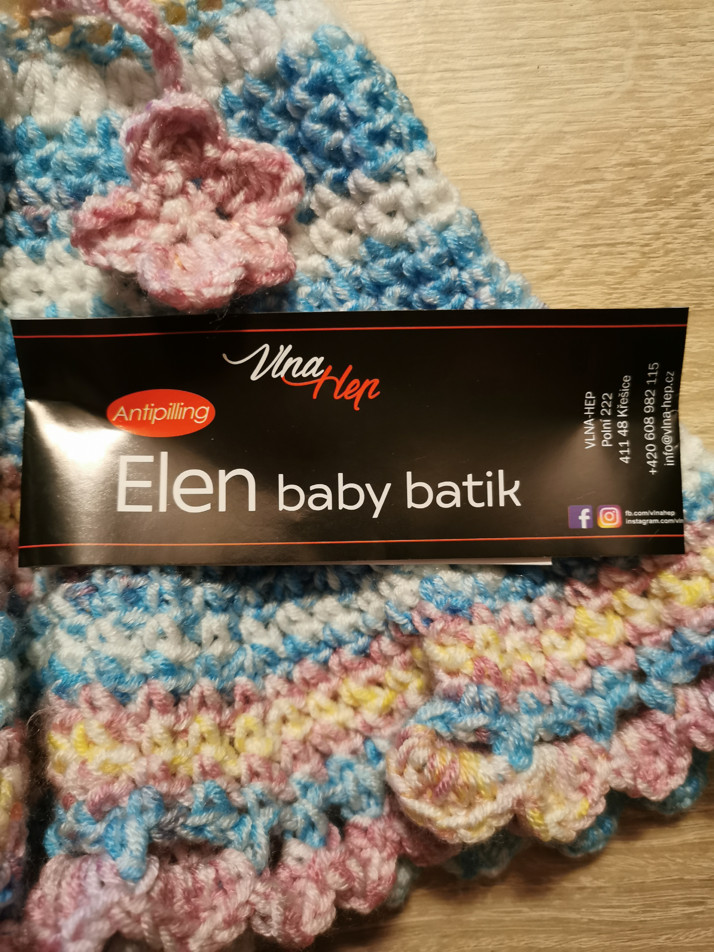 Vlna
Hep
Antipilling
Elen baby batik
VLNA-HEP
Polní 222
411 48 Křešice
+420 608 982 115
info@vlna-hep.cz
fb.com/vlnahep
instagram.com/vln